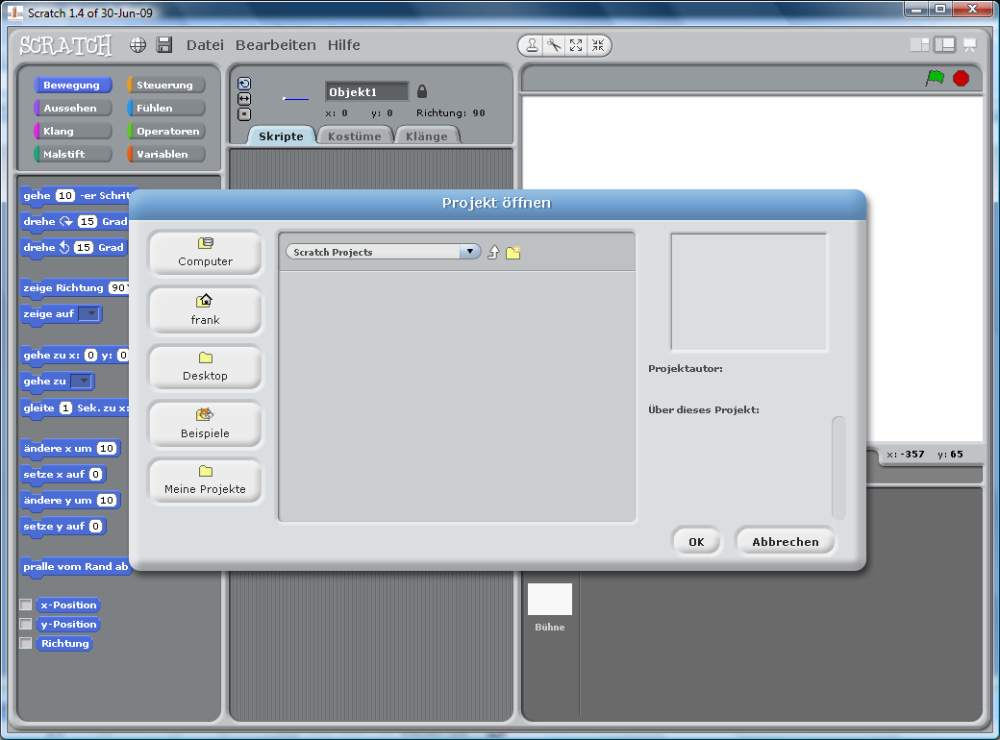 Scratch 1.4 of 30-Jun-09
SCRATCH Datei Bearbeiten Hilfe
Bewegung Steuerung
Aussehen Fühlen
Klang Operatoren
Malstift Variablen
Objekt1
x: 0 y: 0 Richtung: 90
Skripte Kostüme Klänge
gehe 10 -er Schrit
drehe 15 Grad
drehe 15 Grad
zeige Richtung 90
zeige auf
gehe zu x: 0 y: 0
gehe zu
gleite 1 Sek. zu x:
ändere x um 10
setze x auf 0
ändere y um 10
setze y auf 0
pralle vom Rand ab
x-Position
y-Position
Richtung
Projekt öffnen
Computer
frank
Desktop
Beispiele
Meine Projekte
Scratch Projects
Projektautor:
Über dieses Projekt:
OK Abbrechen
x: -357 y: 65
Bühne